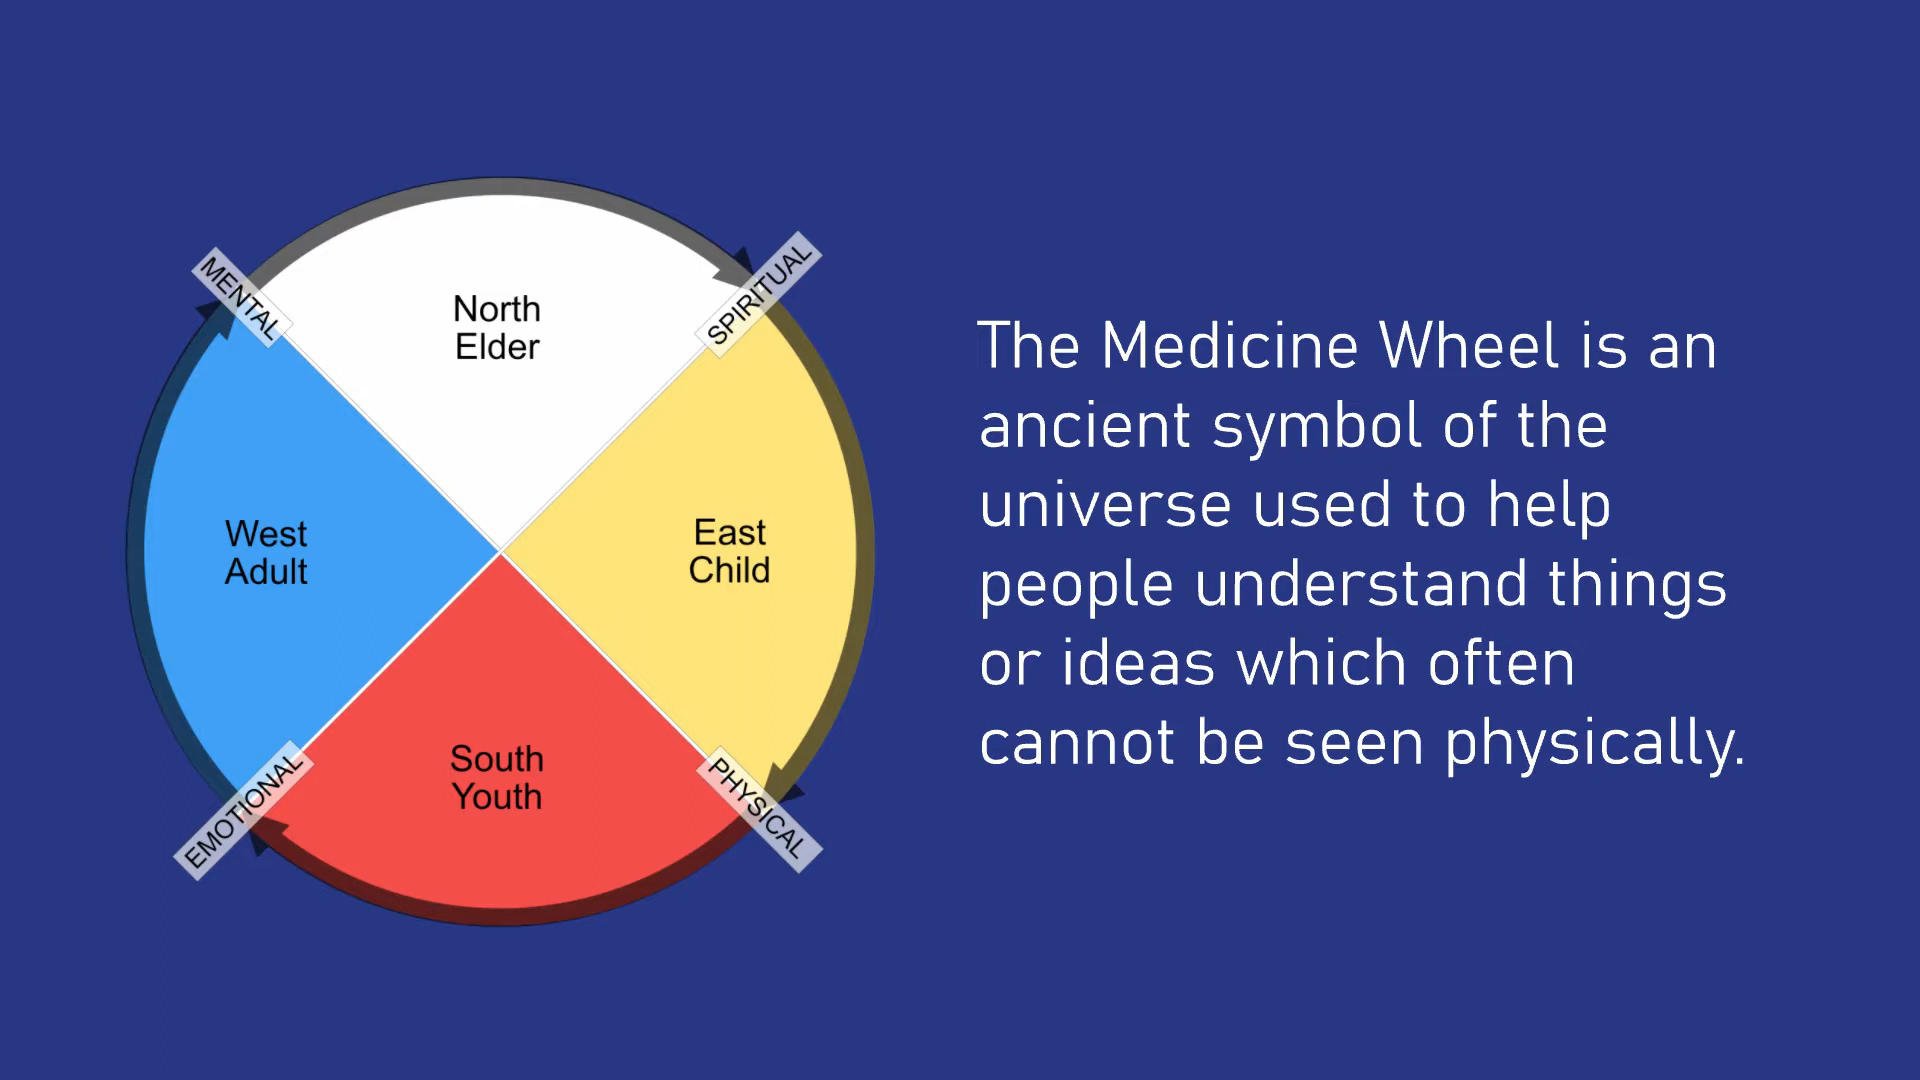 MENTAL
SPIRITUAL
North
Elder
West
Adult
East
Child
South
Youth
EMOTIONAL
PHYSICAL
The Medicine Wheel is an
ancient symbol of the
universe used to help
people understand things
or ideas which often
cannot be seen physically.